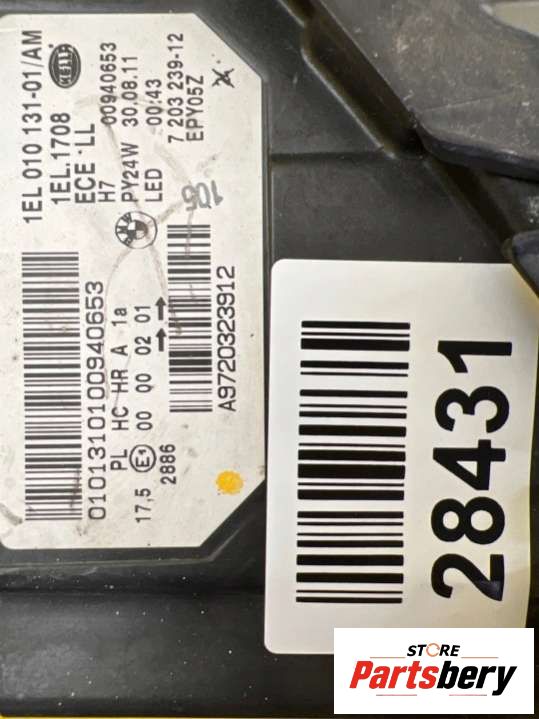 HELLA
1EL 010 131-01/AM
1EL.1708
ECE LL
H7 00940653
PY24W 30.08.11
LED 00:43
7 203 239-12
EPY05Z
BMW
105
0101310100940653
PL HC HR A 1a
17,5 E1 00 00 02 01
2886
A9720323912
28431
STORE
Partsbery